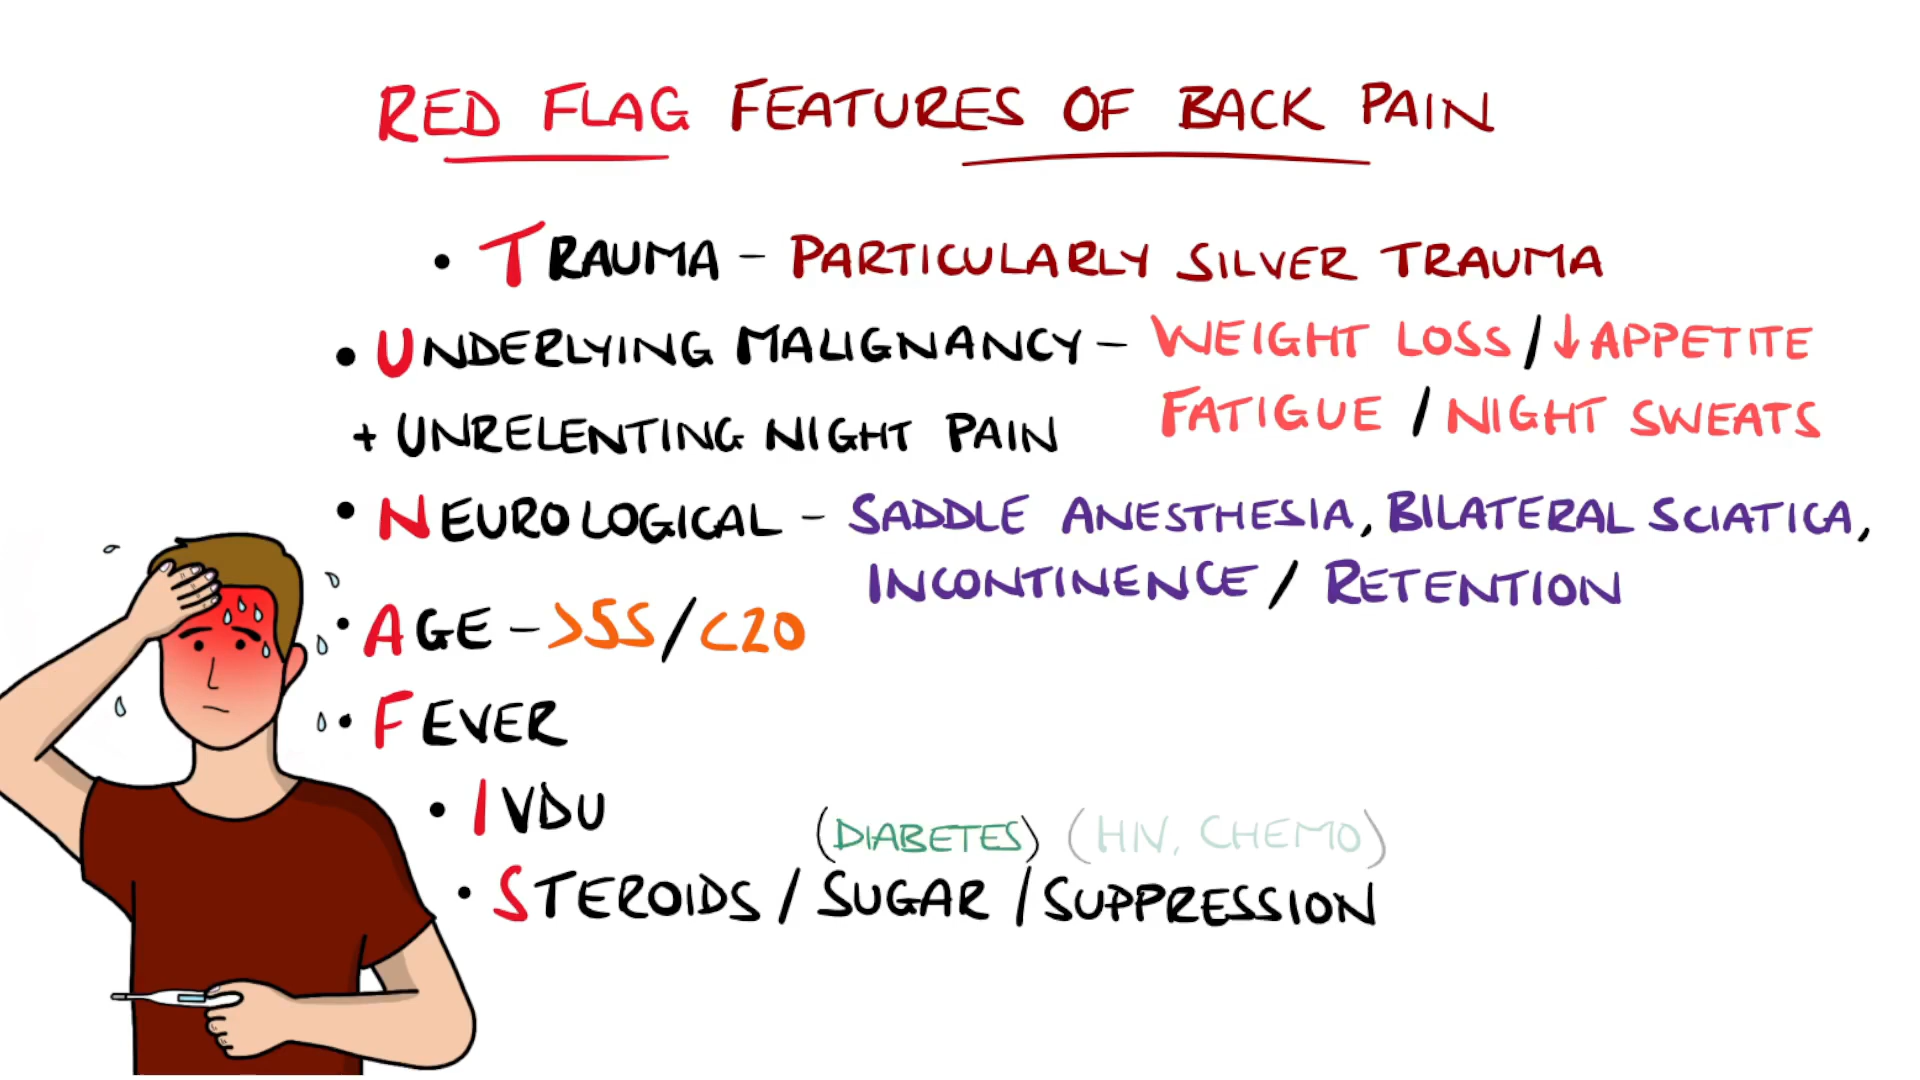 RED FLAG FEATURES OF BACK PAIN
• TRAUMA – PARTICULARLY SILVER TRAUMA
• UNDERLYING MALIGNANCY – WEIGHT LOSS / ↓ APPETITE
FATIGUE / NIGHT SWEATS
+ UNRELENTING NIGHT PAIN
• NEUROLOGICAL – SADDLE ANESTHESIA, BILATERAL SCIATICA,
INCONTINENCE / RETENTION
• AGE – >55 / <20
• FEVER
• IVDU
(DIABETES) (HIV, CHEMO)
• STEROIDS / SUGAR / SUPPRESSION